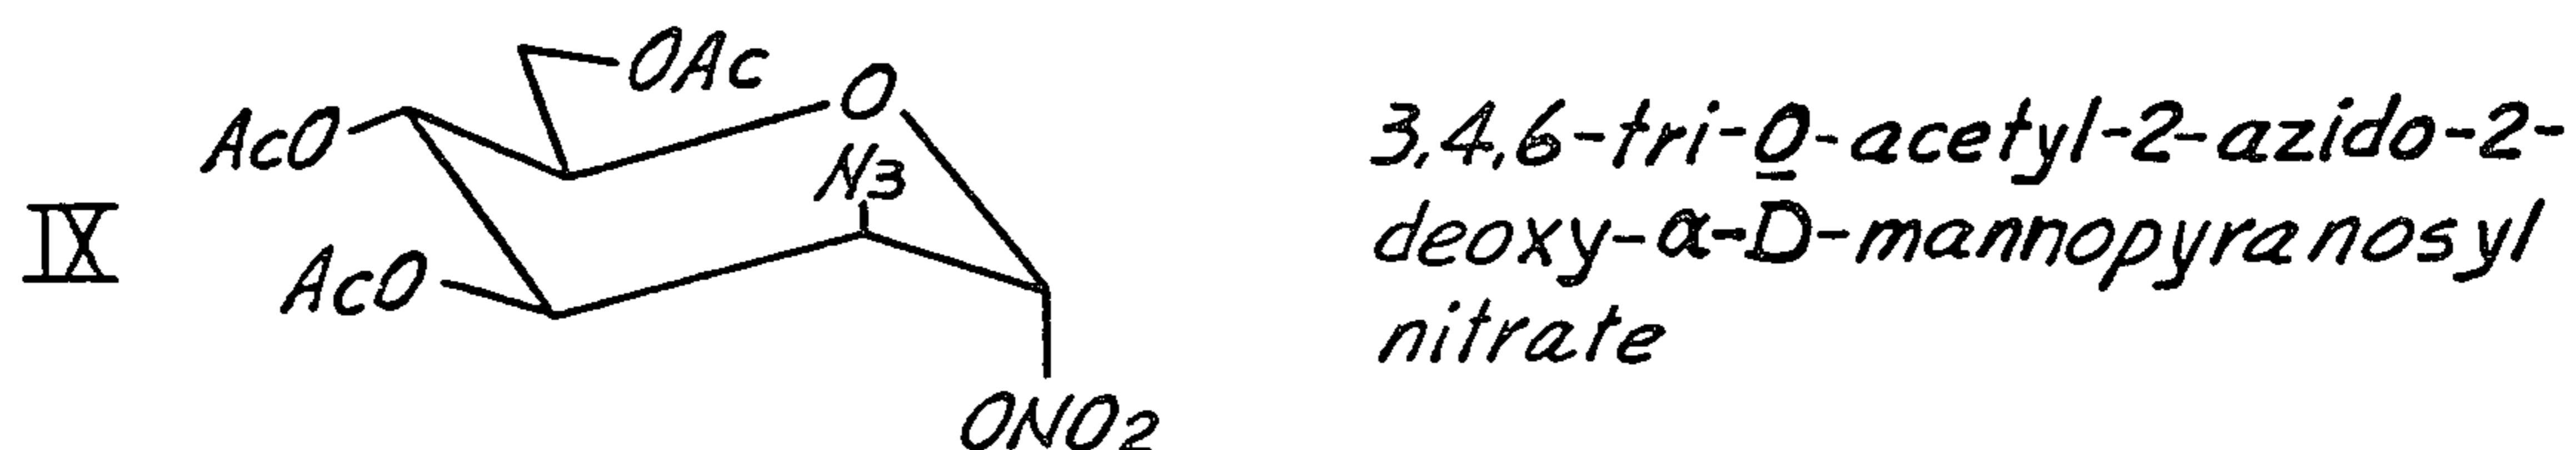 OAc
O
AcO
N3
IX
AcO
ONO2
3,4,6-tri-O-acetyl-2-azido-2-
deoxy-α-D-mannopyranosyl
nitrate